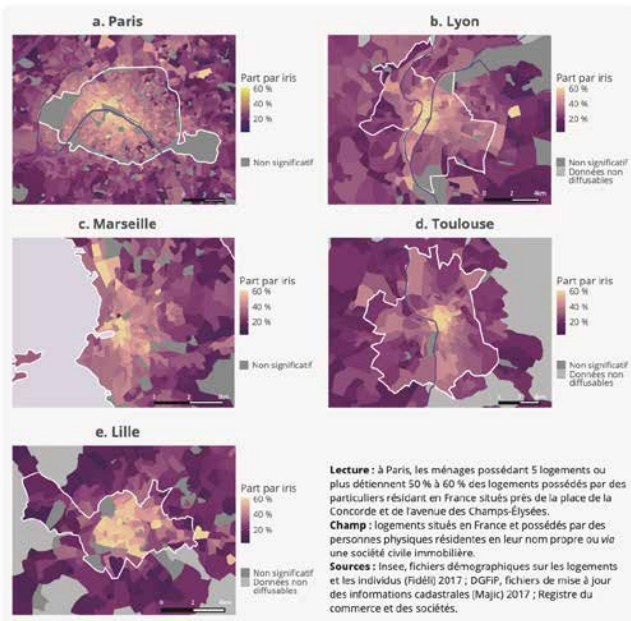 a. Paris
Part par iris
60 %
40 %
20 %
Non significatif
4km
b. Lyon
Part par iris
60 %
40 %
20 %
Non significatif
Données non
diffusables
0 2 4km
c. Marseille
Part par iris
60 %
40 %
20 %
Non significatif
d. Toulouse
Part par iris
60 %
40 %
20 %
Non significatif
Données non
diffusables
e. Lille
Part par iris
60 %
40 %
20 %
Non significatif
Données non
diffusables
Lecture : à Paris, les ménages possédant 5 logements ou
plus détiennent 50 % à 60 % des logements possédés par des
particuliers résidant en France situés près de la place de la
Concorde et de l'avenue des Champs-Élysées.
Champ : logements situés en France et possédés par des
personnes physiques résidentes en leur nom propre ou via
une société civile immobilière.
Sources : Insee, fichiers démographiques sur les logements
et les individus (Fidéli) 2017 ; DGFiP, fichiers de mise à jour
des informations cadastrales (Majic) 2017 ; Registre du
commerce et des sociétés.